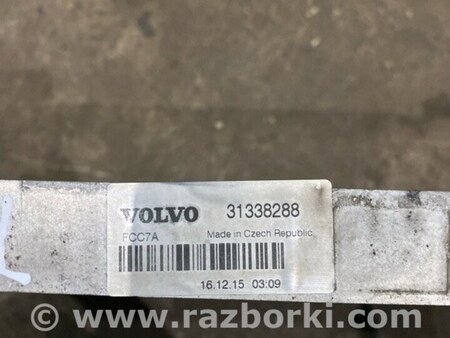 VOLVO 31338288
FCC7A Made in Czech Republic
16.12.15 03:09
www.razborki.com